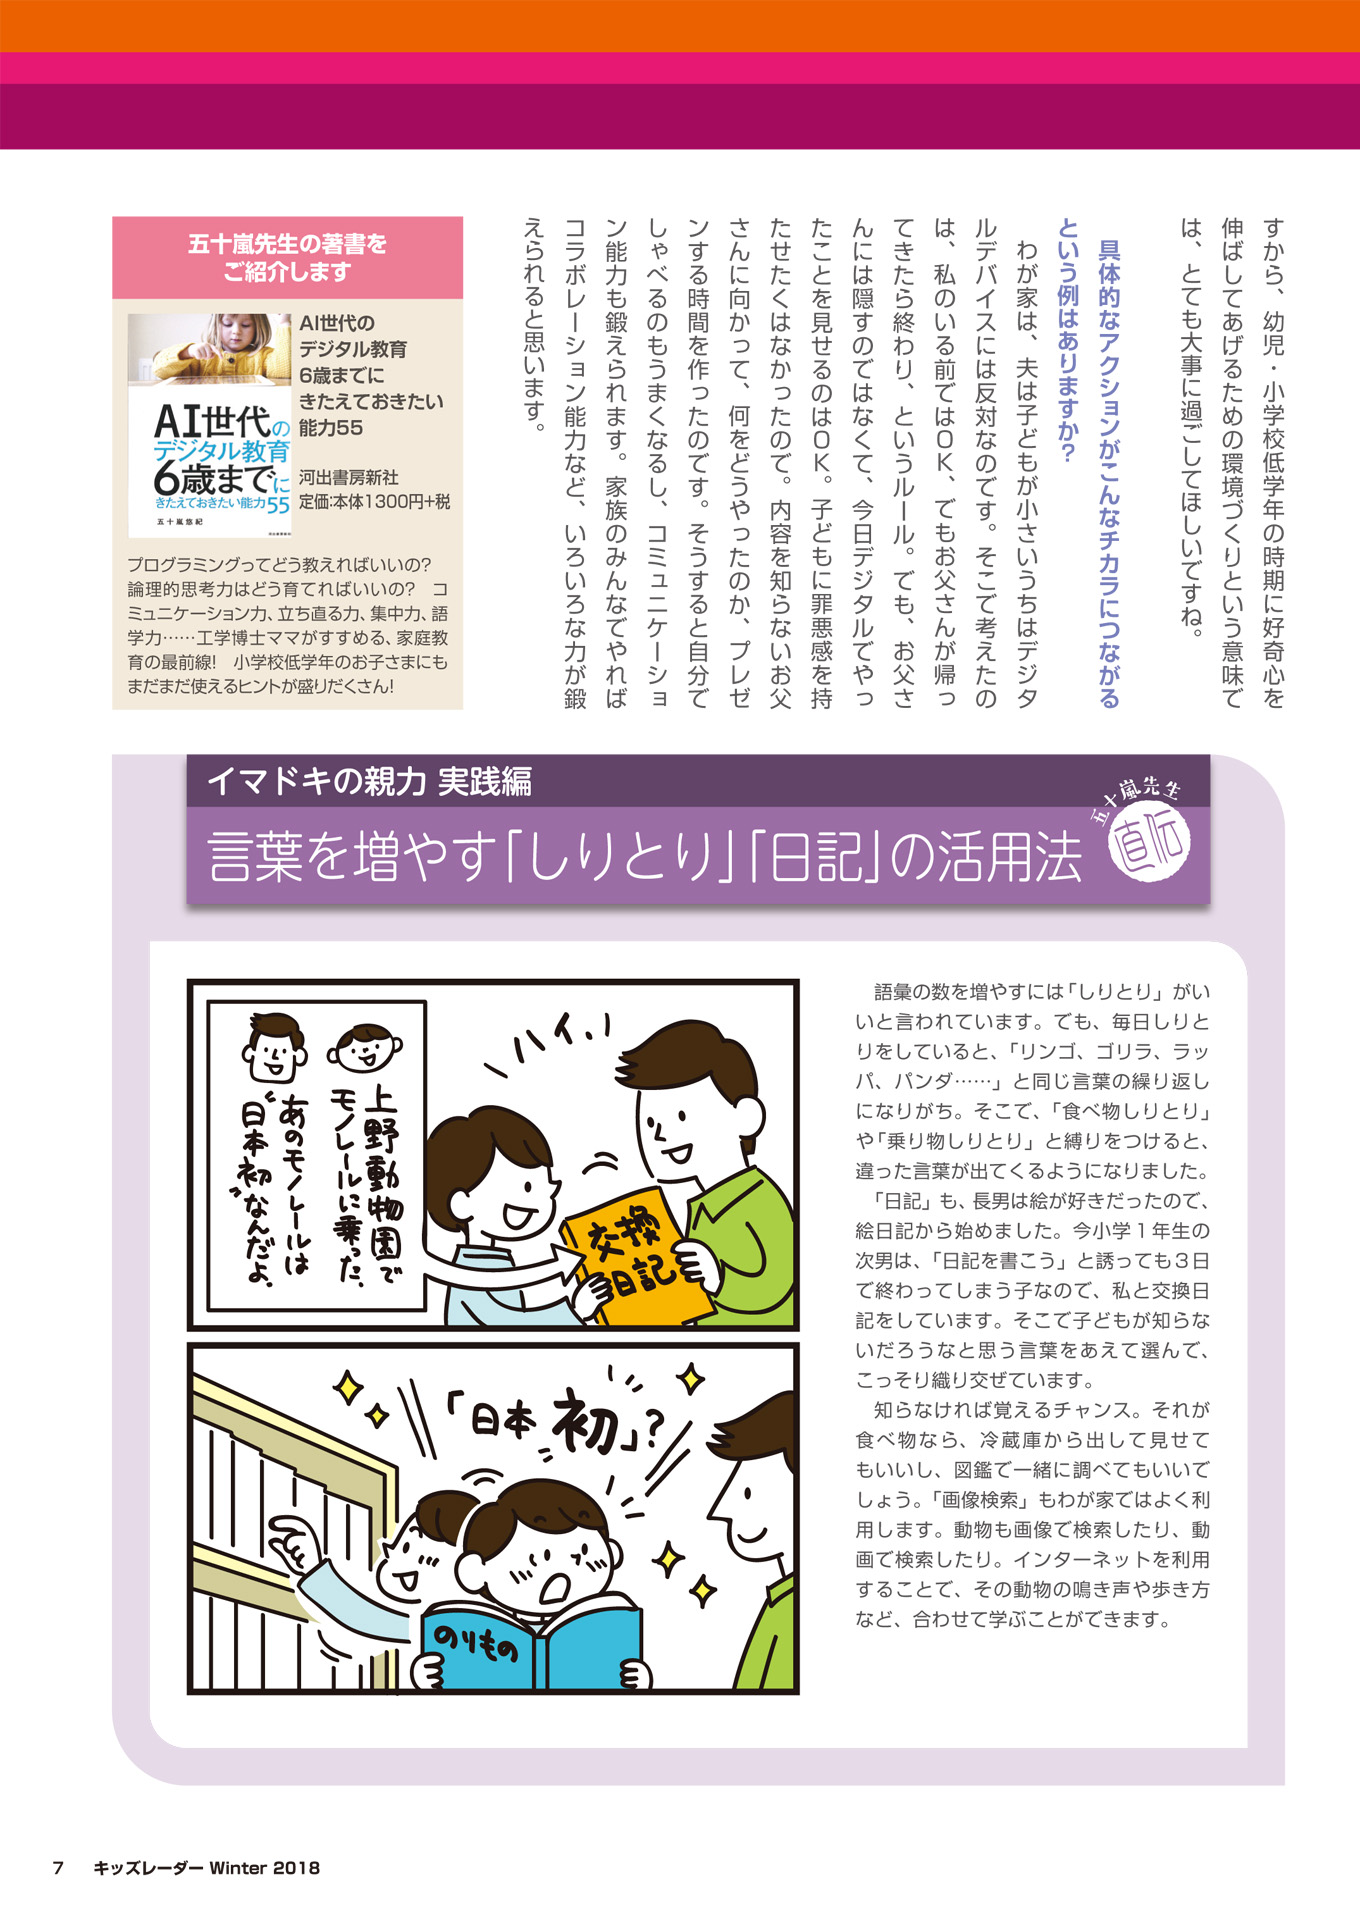 すから、幼児・小学校低学年の時期に好奇心を
伸ばしてあげるための環境づくりという意味で
は、とても大事に過ごしてほしいですね。
具体的なアクションがこんなチカラにつながる
という例はありますか？
わが家は、夫は子どもが小さいうちはデジタ
ルデバイスには反対なのです。そこで考えたの
は、私のいる前ではOK、でもお父さんが帰っ
てきたら終わり、というルール。でも、お父さ
んには隠すのではなくて、今日デジタルでやっ
たことを見せるのはOK。子どもに罪悪感を持
たせたくはなかったので。内容を知らないお父
さんに向かって、何をどうやったのか、プレゼ
ンする時間を作ったのです。そうすると自分で
しゃべるのもうまくなるし、コミュニケーショ
ン能力も鍛えられます。家族のみんなでやれば
コラボレーション能力など、いろいろな力が鍛
えられると思います。
五十嵐先生の著書を
ご紹介します
AI世代の
デジタル教育
6歳までに
きたえておきたい
能力55
河出書房新社
定価:本体1300円+税
AI世代の
デジタル教育
6歳までに
きたえておきたい能力55
五十嵐悠紀
プログラミングってどう教えればいいの？
論理的思考力はどう育てればいいの？　コ
ミュニケーション力、立ち直る力、集中力、語
学力……工学博士ママがすすめる、家庭教
育の最前線!　小学校低学年のお子さまにも
まだまだ使えるヒントが盛りだくさん!
イマドキの親力 実践編
言葉を増やす「しりとり」「日記」の活用法
五十嵐先生
直伝
ハイ、
上野動物園で
モノレールに乗った、
あのモノレールは
“日本初”なんだよ、
交換
日記
「日本 初」？
のりもの
語彙の数を増やすには「しりとり」がい
いと言われています。でも、毎日しりと
りをしていると、「リンゴ、ゴリラ、ラッ
パ、パンダ……」と同じ言葉の繰り返し
になりがち。そこで、「食べ物しりとり」
や「乗り物しりとり」と縛りをつけると、
違った言葉が出てくるようになりました。
「日記」も、長男は絵が好きだったので、
絵日記から始めました。今小学1年生の
次男は、「日記を書こう」と誘っても3日
で終わってしまう子なので、私と交換日
記をしています。そこで子どもが知らな
いだろうなと思う言葉をあえて選んで、
こっそり織り交ぜています。
知らなければ覚えるチャンス。それが
食べ物なら、冷蔵庫から出して見せて
もいいし、図鑑で一緒に調べてもいいで
しょう。「画像検索」もわが家ではよく利
用します。動物も画像で検索したり、動
画で検索したり。インターネットを利用
することで、その動物の鳴き声や歩き方
など、合わせて学ぶことができます。
7 キッズレーダー Winter 2018